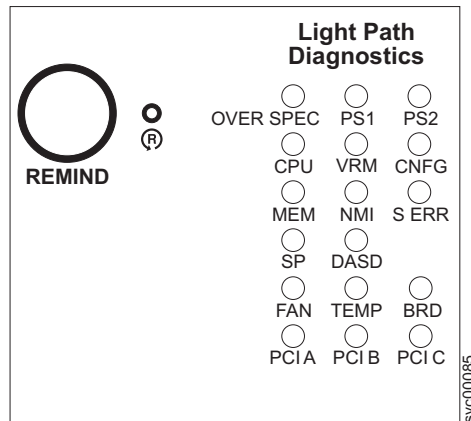 Light Path
Diagnostics
OVER SPEC PS1 PS2
R
REMIND
CPU VRM CNFG
MEM NMI S ERR
SP DASD
FAN TEMP BRD
PCI A PCI B PCI C
svc00085